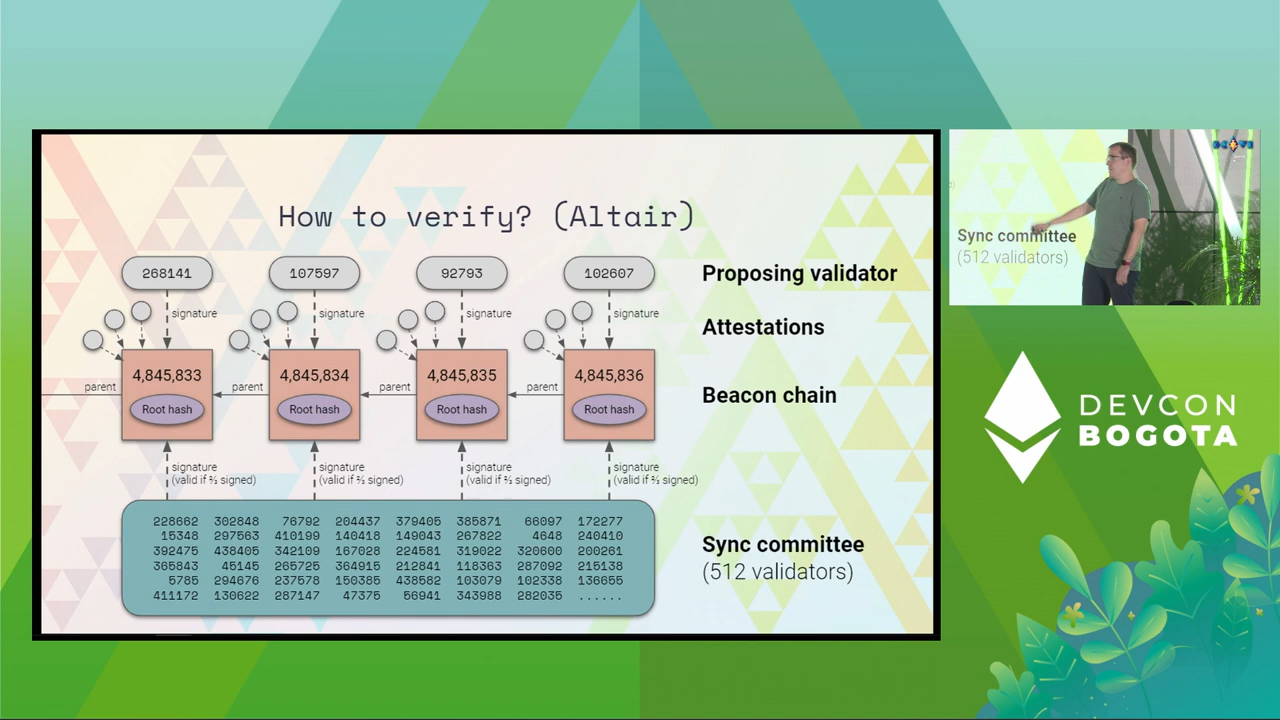 How to verify? (Altair)
268141 107597 92793 102607
Proposing validator
signature signature signature signature
Attestations
4,845,833 4,845,834 4,845,835 4,845,836
parent parent parent parent
Beacon chain
Root hash Root hash Root hash Root hash
signature signature signature signature
(valid if ⅔ signed) (valid if ⅔ signed) (valid if ⅔ signed) (valid if ⅔ signed)
228662 302848 76792 204437 379405 385871 66097 172277
15348 297563 410199 140418 149043 267822 4648 240410
392475 438405 342109 167028 224581 319022 320600 200261
365843 45145 285725 364915 212841 118363 287092 215138
5785 294676 237578 150385 438582 103079 102338 136655
411172 130622 287147 47375 56941 343988 282035 ......
Sync committee
(512 validators)
Sync committee
(512 validators)
DEVCON
BOGOTA